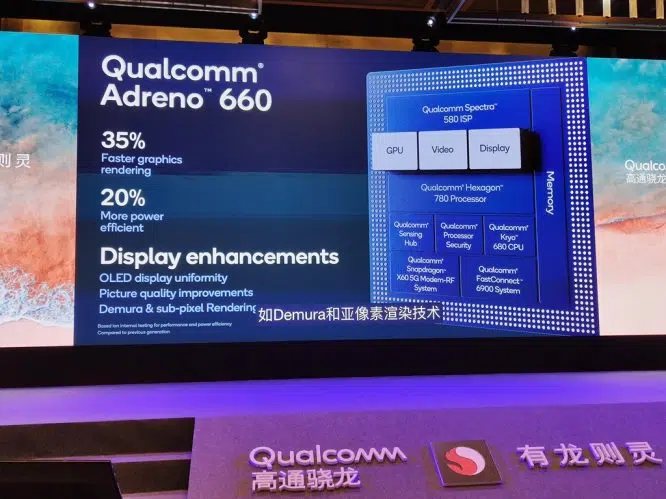 Qualcomm®
Adreno™ 660
35%
Faster graphics
rendering
20%
More power
efficient
Display enhancements
OLED display uniformity
Picture quality improvements
Demura & sub-pixel Rendering
Based on internal testing for performance and power efficiency
Compared to previous generation
Qualcomm Spectra™
580 ISP
GPU
Video
Display
Qualcomm® Hexagon™
780 Processor
Memory
Qualcomm®
Sensing
Hub
Qualcomm®
Processor
Security
Qualcomm®
Kryo™
680 CPU
Qualcomm®
Snapdragon™
X60 5G Modem-RF
System
Qualcomm®
FastConnect™
6900 System
如Demura和亚像素渲染技术
则灵
Qualco
高通骁龙
Qualcomm
高通骁龙
有龙则灵